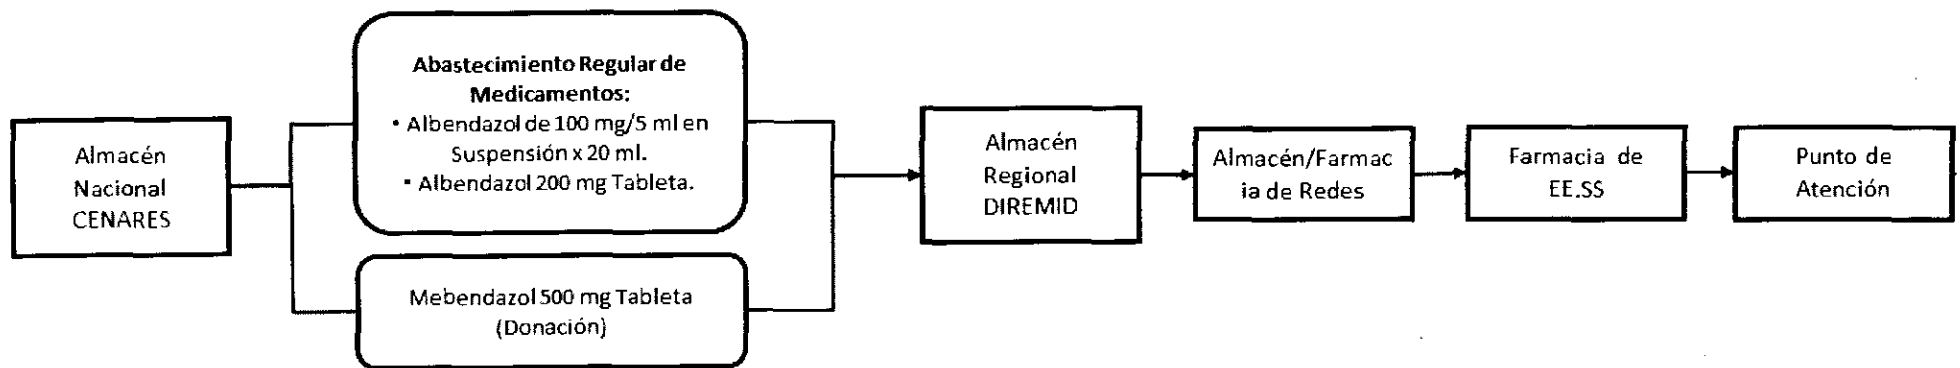 Almacén
Nacional
CENARES
Abastecimiento Regular de
Medicamentos:
• Albendazol de 100 mg/5 ml en
Suspensión x 20 ml.
• Albendazol 200 mg Tableta.
Mebendazol 500 mg Tableta
(Donación)
Almacén
Regional
DIREMID
Almacén/Farmac
ia de Redes
Farmacia de
EE.SS
Punto de
Atención